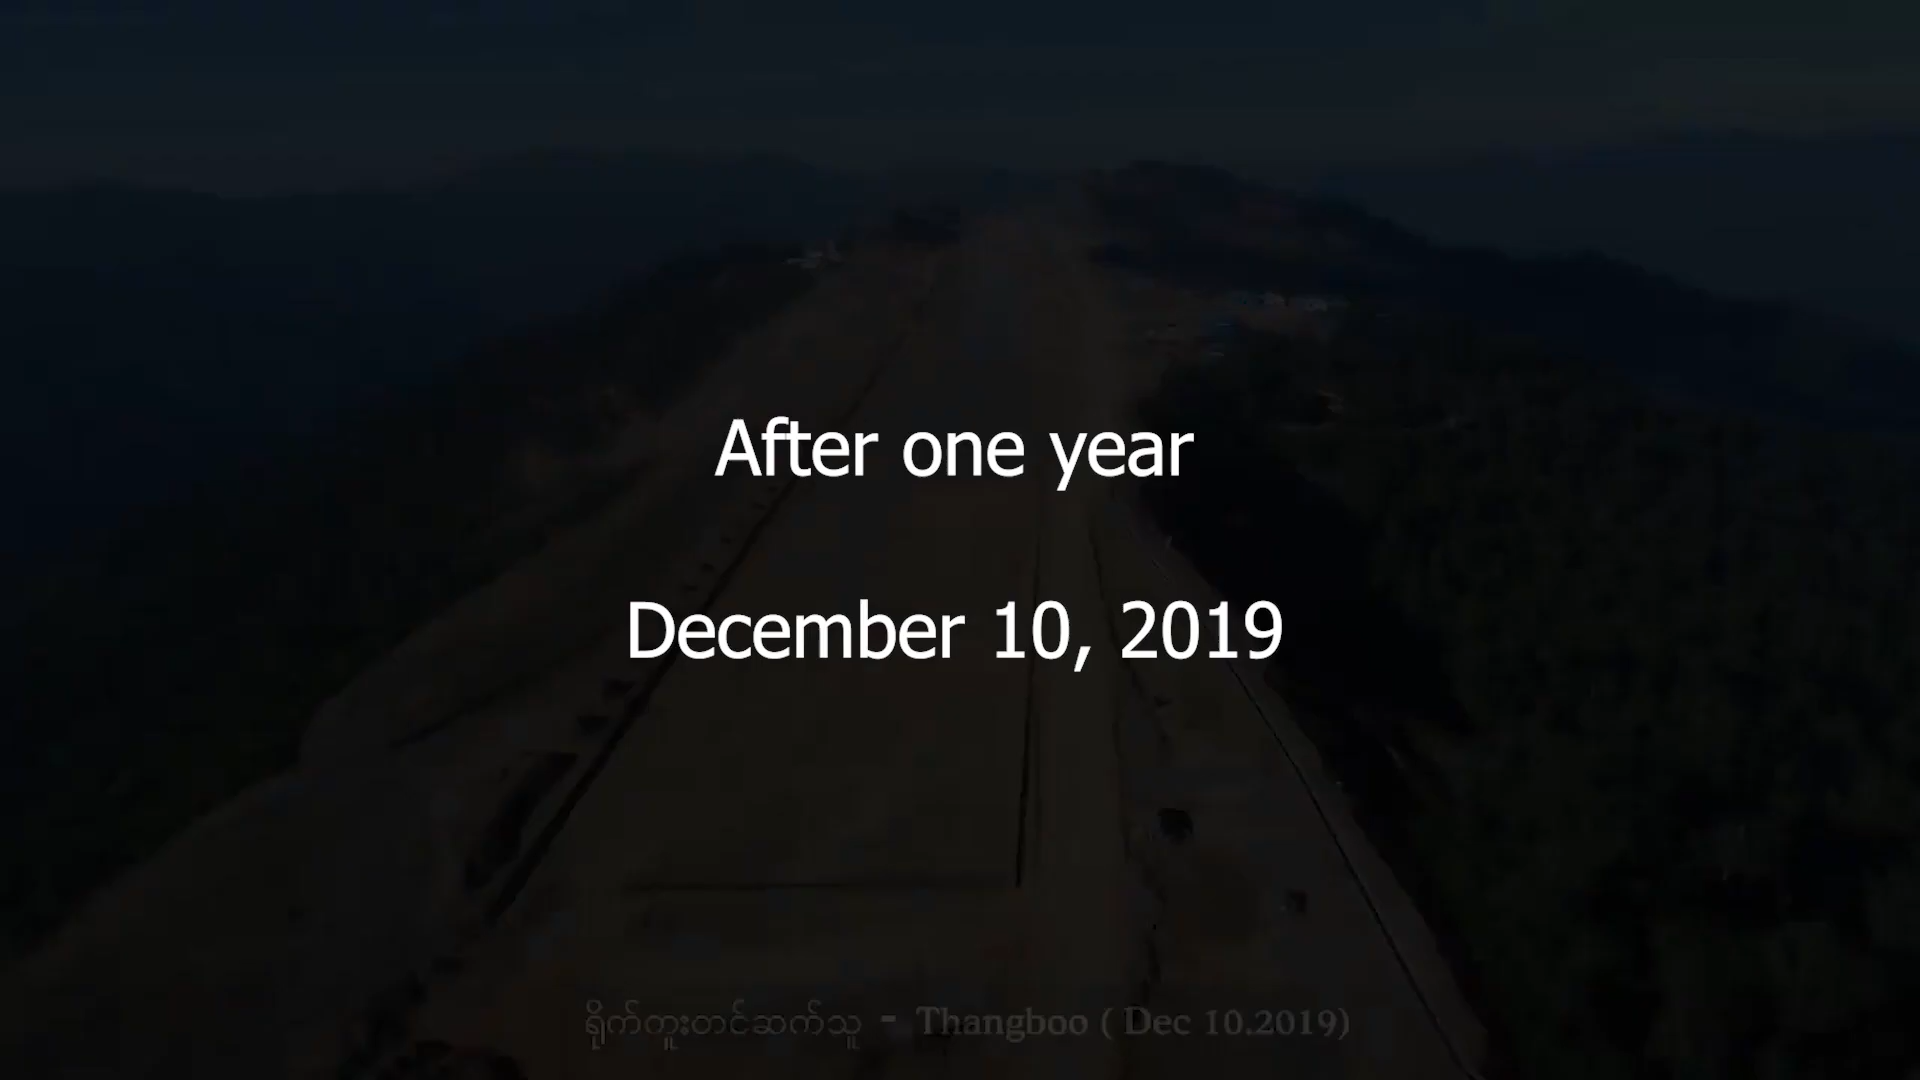 After one year
December 10, 2019
ရိုက်ကူးတင်ဆက်သူ - Thangboo ( Dec 10.2019)